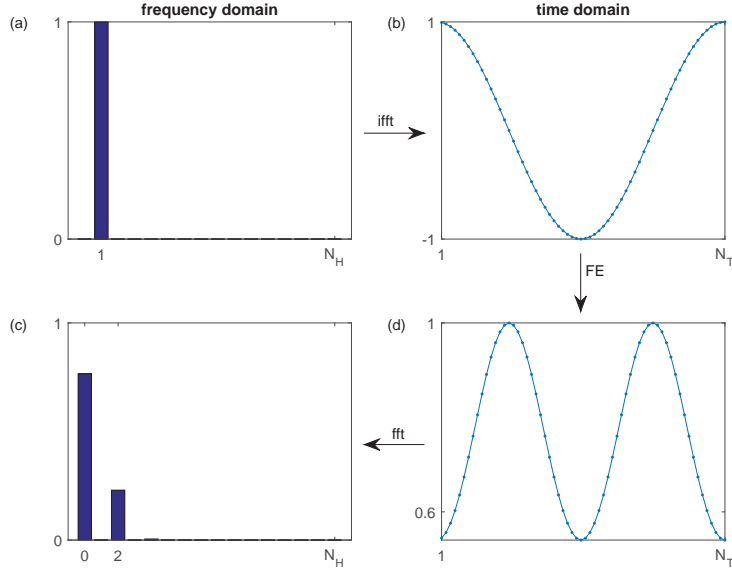 frequency domain
time domain
(a)
1
0
1
N_H
ifft
(b)
1
-1
1
N_T
FE
(c)
1
0
0
2
N_H
fft
(d)
1
0.6
1
N_T